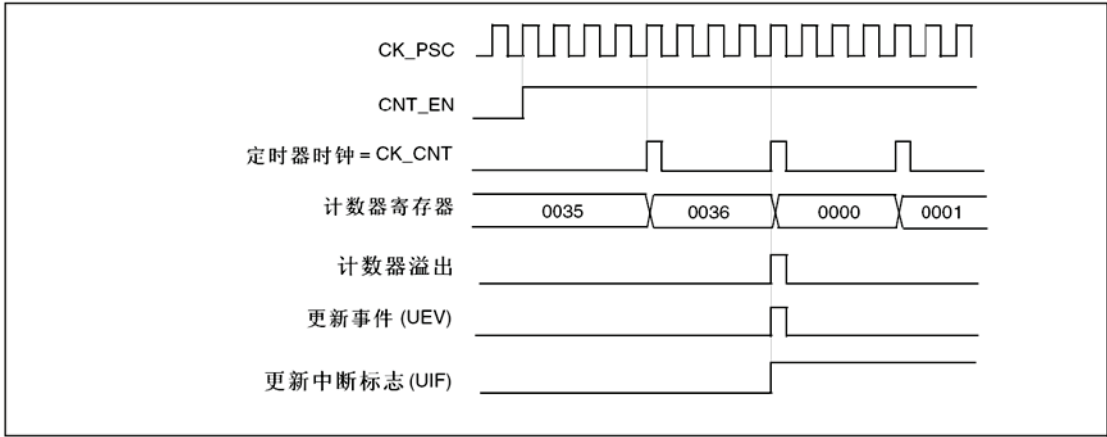 CK_PSC
CNT_EN
定时器时钟 = CK_CNT
计数器寄存器 0035 0036 0000 0001
计数器溢出
更新事件 (UEV)
更新中断标志 (UIF)